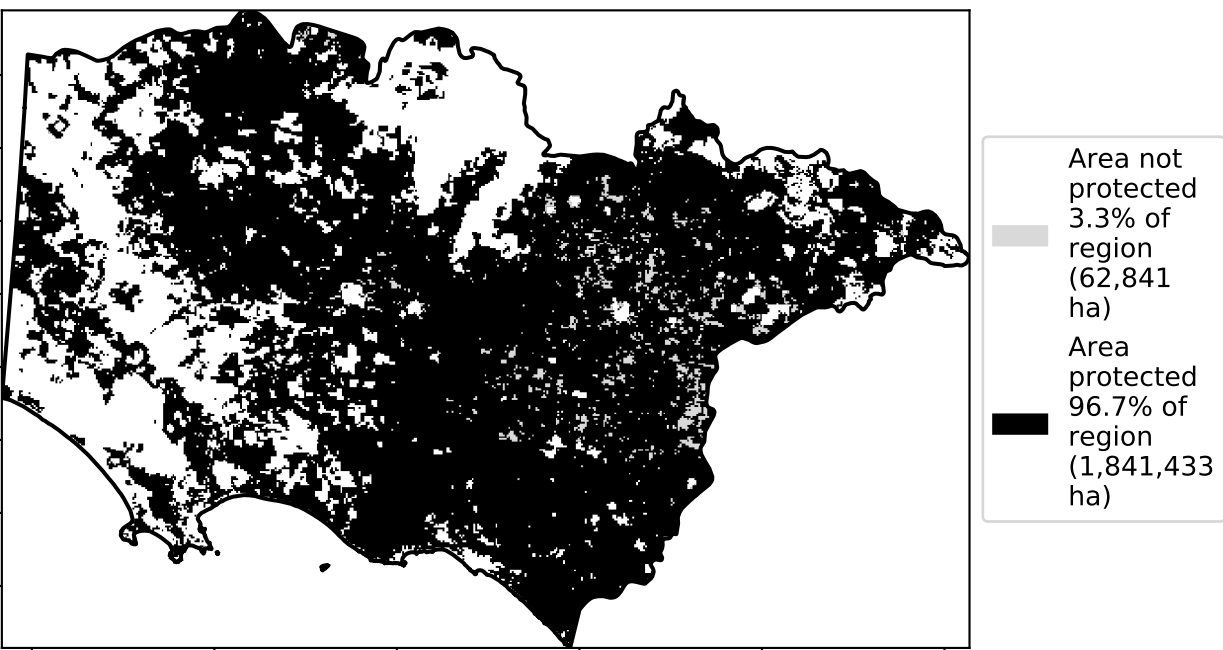 Area not
protected
3.3% of
region
(62,841
ha)
Area
protected
96.7% of
region
(1,841,433
ha)